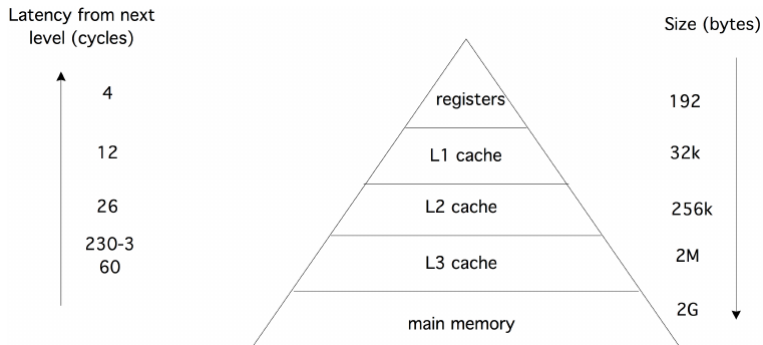 Latency from next
level (cycles)
Size (bytes)
4
registers
192
12
L1 cache
32k
26
L2 cache
256k
230-3
60
L3 cache
2M
main memory
2G